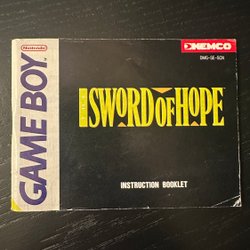 Nintendo
GAME BOY
KEMCO
DMG-SE-SCN
SWORD OF HOPE
INSTRUCTION BOOKLET